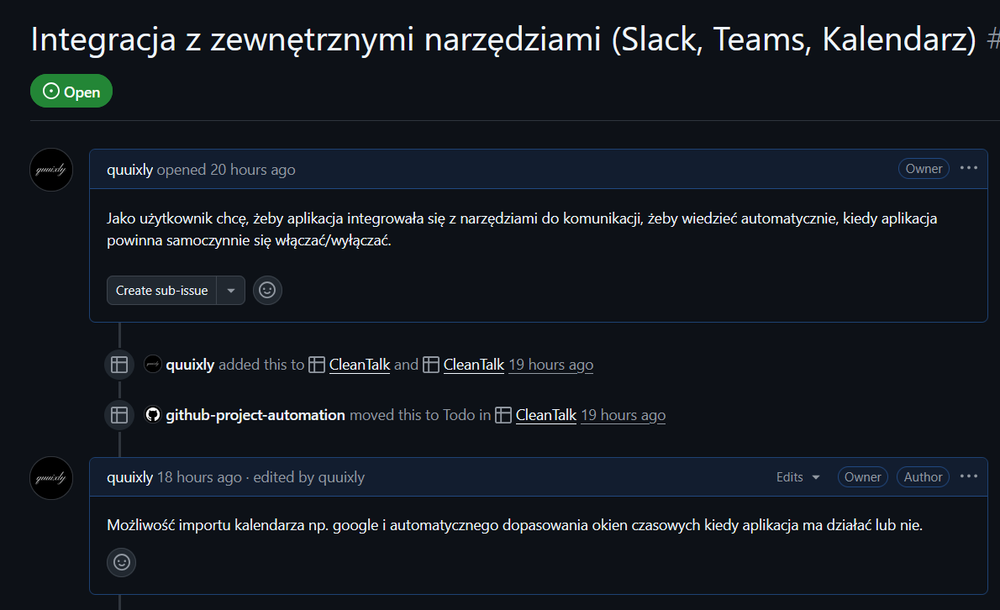 Integracja z zewnętrznymi narzędziami (Slack, Teams, Kalendarz) #
Open
quuixly
quuixly opened 20 hours ago
Owner
Jako użytkownik chcę, żeby aplikacja integrowała się z narzędziami do komunikacji, żeby wiedzieć automatycznie, kiedy aplikacja
powinna samoczynnie się włączać/wyłączać.
Create sub-issue
quuixly added this to CleanTalk and CleanTalk 19 hours ago
github-project-automation moved this to Todo in CleanTalk 19 hours ago
quuixly
quuixly 18 hours ago · edited by quuixly
Edits
Owner
Author
Możliwość importu kalendarza np. google i automatycznego dopasowania okien czasowych kiedy aplikacja ma działać lub nie.